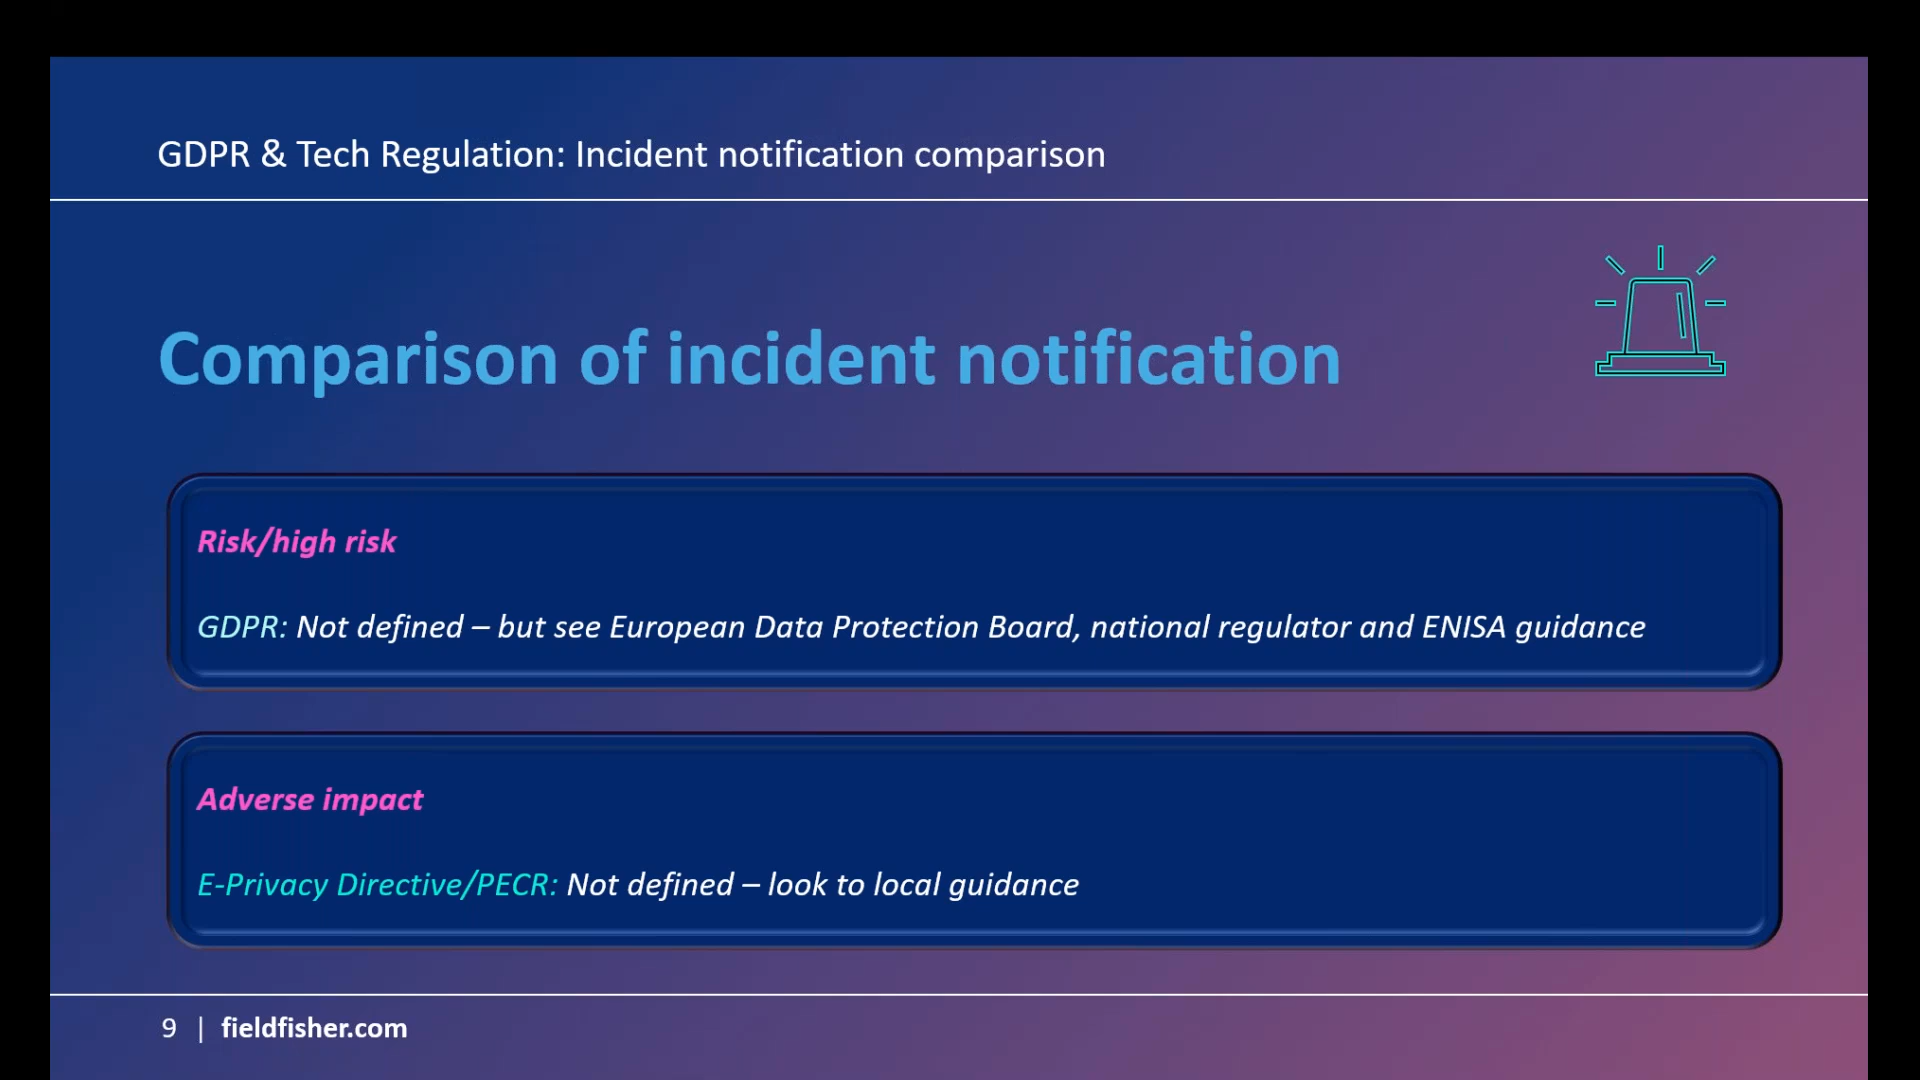 GDPR & Tech Regulation: Incident notification comparison
Comparison of incident notification
Risk/high risk
GDPR: Not defined – but see European Data Protection Board, national regulator and ENISA guidance
Adverse impact
E-Privacy Directive/PECR: Not defined – look to local guidance
9 | fieldfisher.com